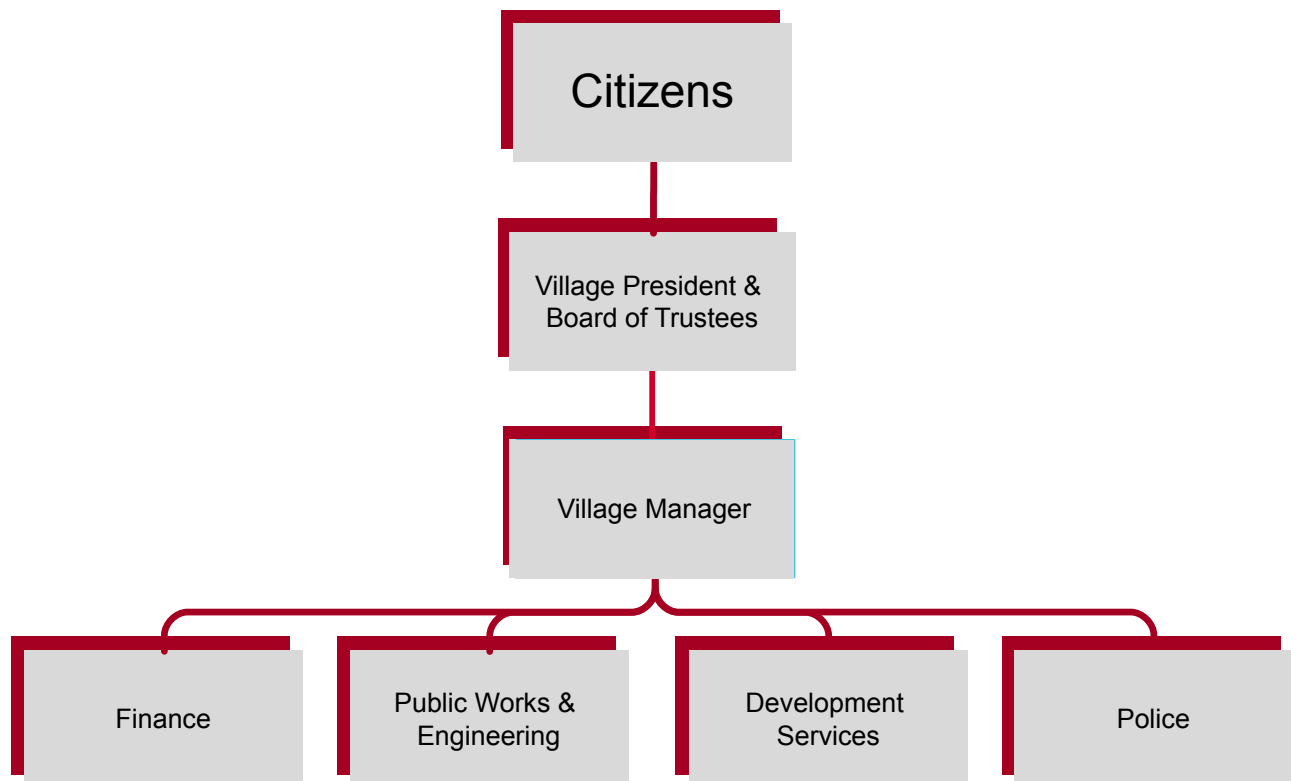 Citizens
Village President &
Board of Trustees
Village Manager
Finance
Public Works &
Engineering
Development
Services
Police